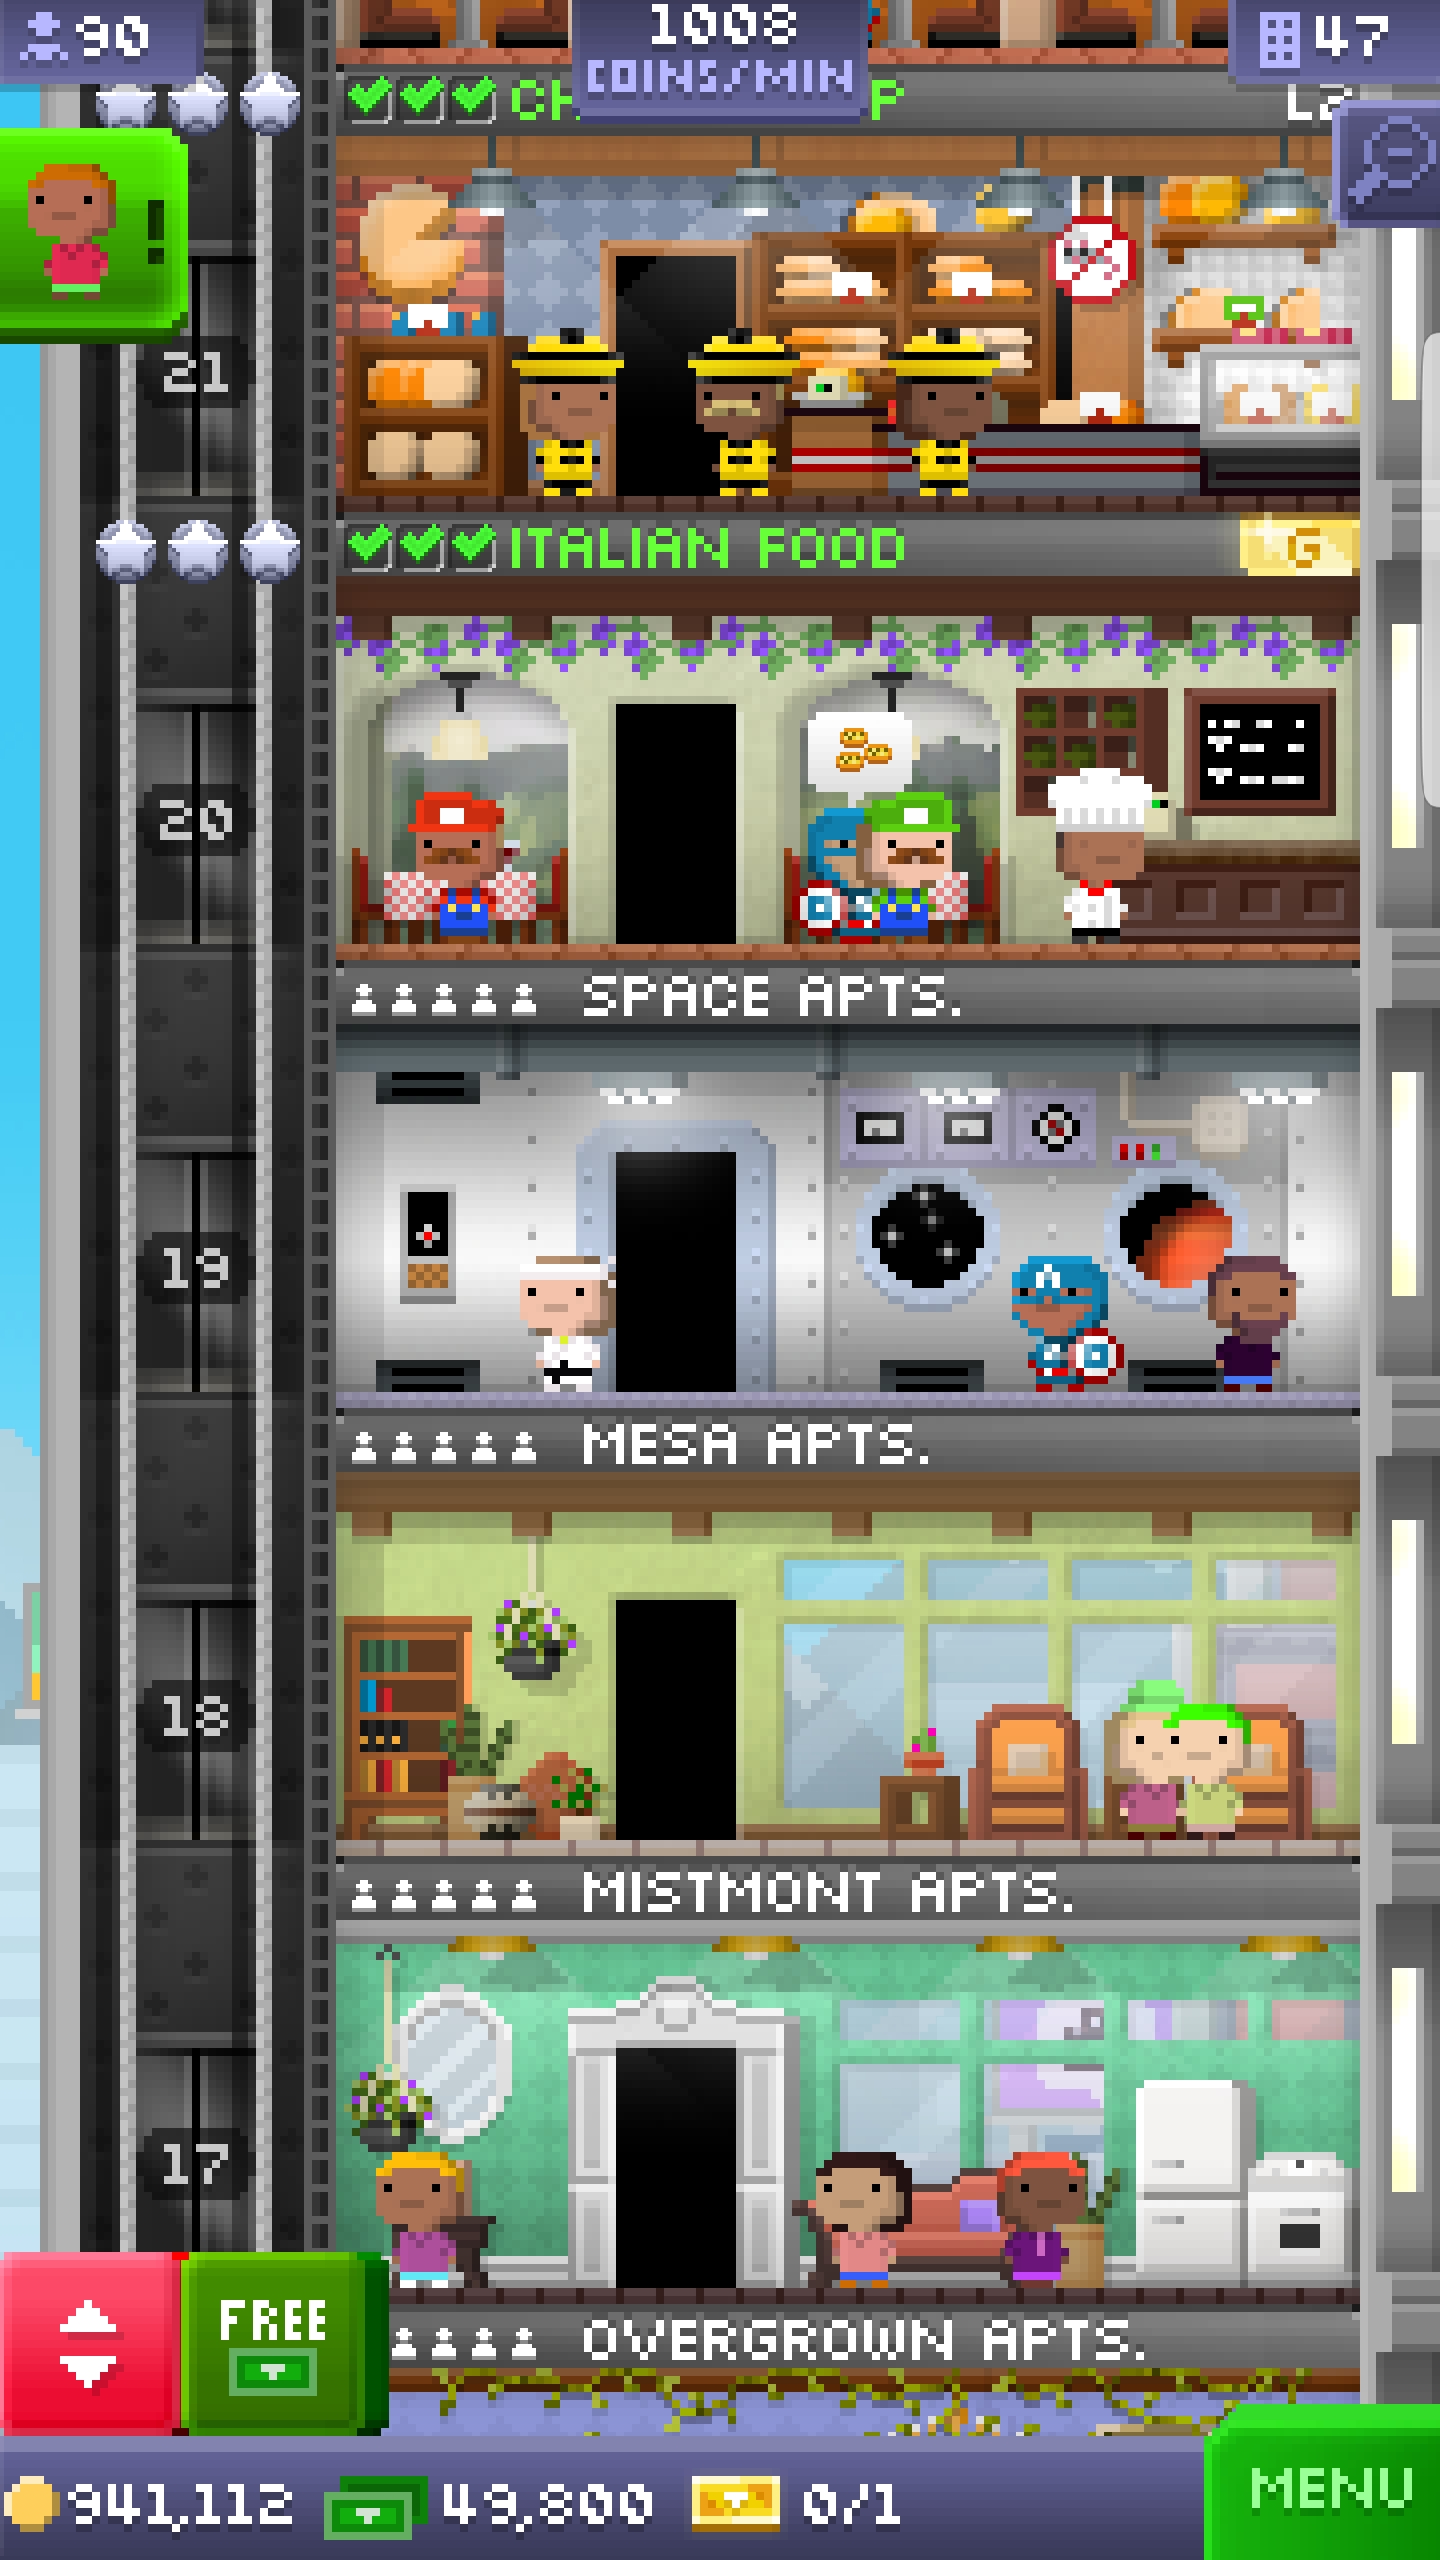 90
1008
COINS/MIN
47
21
ITALIAN FOOD
G
20
SPACE APTS.
19
A
MESA APTS.
18
MISTMONT APTS.
17
FREE
OVERGROWN APTS.
941,112
49,800
0/1
MENU